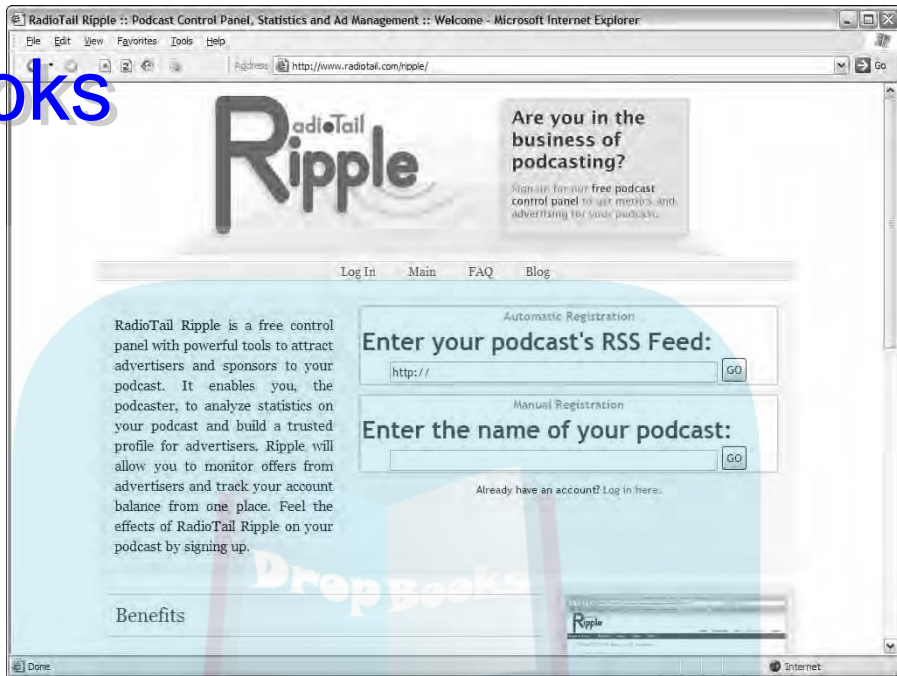 RadioTail Ripple :: Podcast Control Panel, Statistics and Ad Management :: Welcome - Microsoft Internet Explorer
File Edit View Favorites Tools Help
Address http://www.radiotail.com/ripple/ Go
oks
RadioTail
Ripple
Are you in the
business of
podcasting?
Sign up for our free podcast
control panel to get metrics and
advertising for your podcast.
Log In Main FAQ Blog
RadioTail Ripple is a free control
panel with powerful tools to attract
advertisers and sponsors to your
podcast. It enables you, the
podcaster, to analyze statistics on
your podcast and build a trusted
profile for advertisers. Ripple will
allow you to monitor offers from
advertisers and track your account
balance from one place. Feel the
effects of RadioTail Ripple on your
podcast by signing up.
Automatic Registration
Enter your podcast's RSS Feed:
http:// GO
Manual Registration
Enter the name of your podcast:
GO
Already have an account? Log in here.
DropBooks
Benefits
Ripple
Done Internet